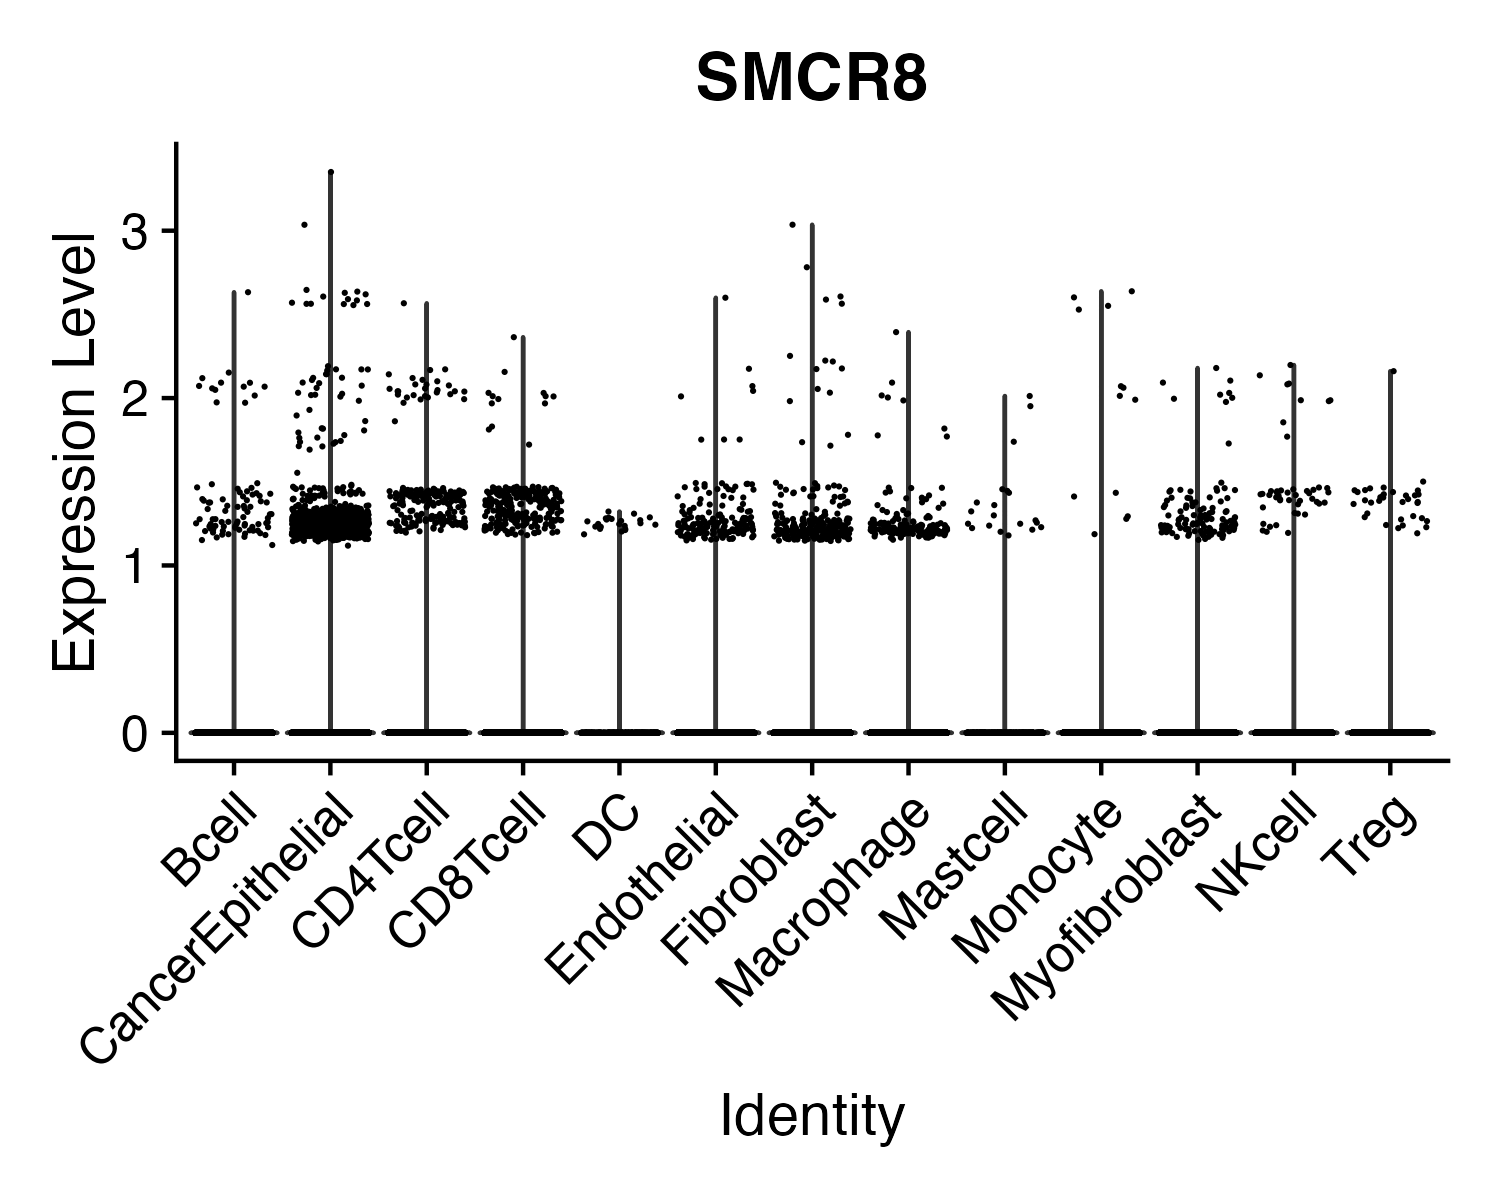 SMCR8
Expression Level
3
2
1
0
Bcell
CancerEpithelial
CD4Tcell
CD8Tcell
DC
Endothelial
Fibroblast
Macrophage
Mastcell
Monocyte
Myofibroblast
NKcell
Treg
Identity